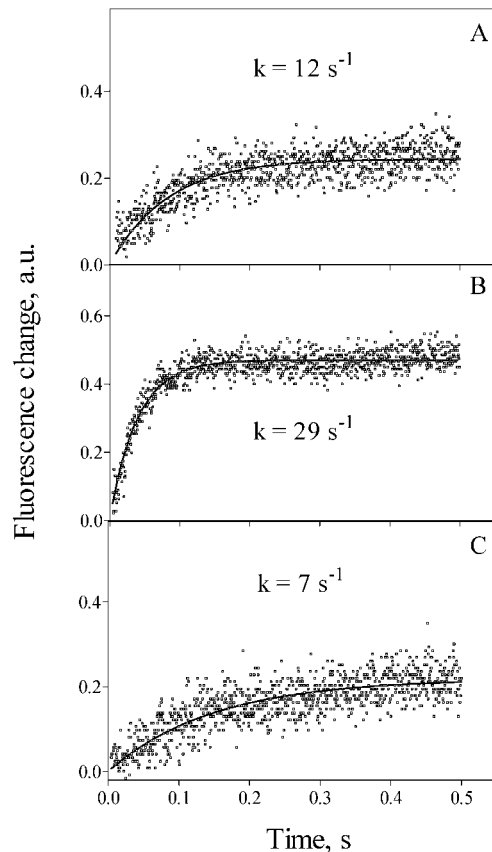 A
k = 12 s⁻¹
0.4
0.2
0.0
B
0.6
0.4
k = 29 s⁻¹
0.2
0.0
C
k = 7 s⁻¹
0.4
0.2
0.0
0.0 0.1 0.2 0.3 0.4 0.5
Time, s
Fluorescence change, a.u.